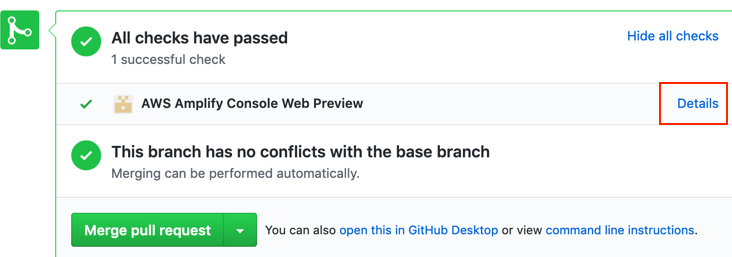 All checks have passed
Hide all checks
1 successful check
AWS Amplify Console Web Preview
Details
This branch has no conflicts with the base branch
Merging can be performed automatically.
Merge pull request
You can also open this in GitHub Desktop or view command line instructions.